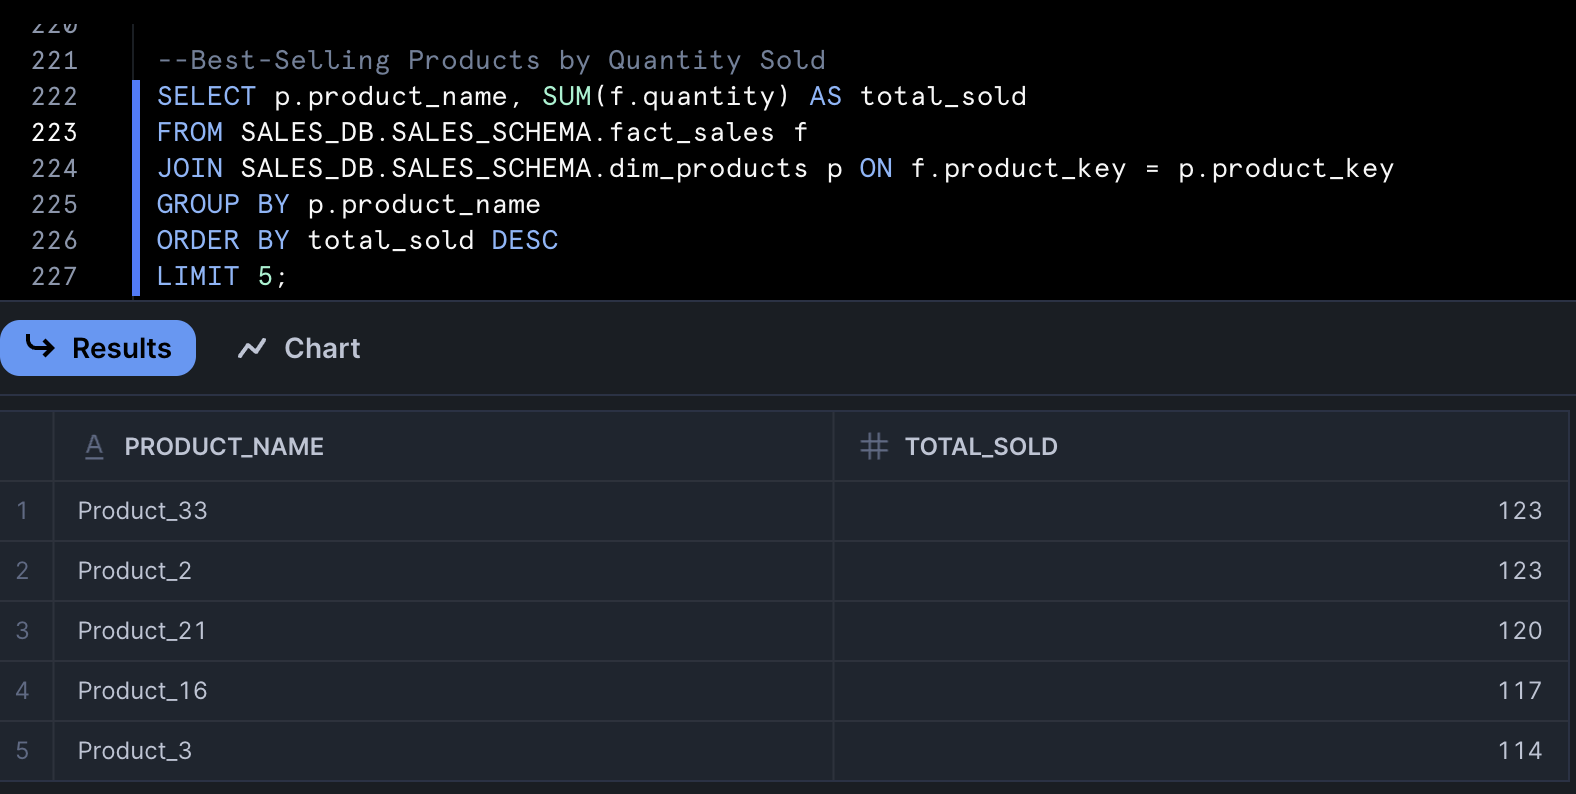 220
221 --Best-Selling Products by Quantity Sold
222 SELECT p.product_name, SUM(f.quantity) AS total_sold
223 FROM SALES_DB.SALES_SCHEMA.fact_sales f
224 JOIN SALES_DB.SALES_SCHEMA.dim_products p ON f.product_key = p.product_key
225 GROUP BY p.product_name
226 ORDER BY total_sold DESC
227 LIMIT 5;
Results Chart
A PRODUCT_NAME # TOTAL_SOLD
1 Product_33 123
2 Product_2 123
3 Product_21 120
4 Product_16 117
5 Product_3 114